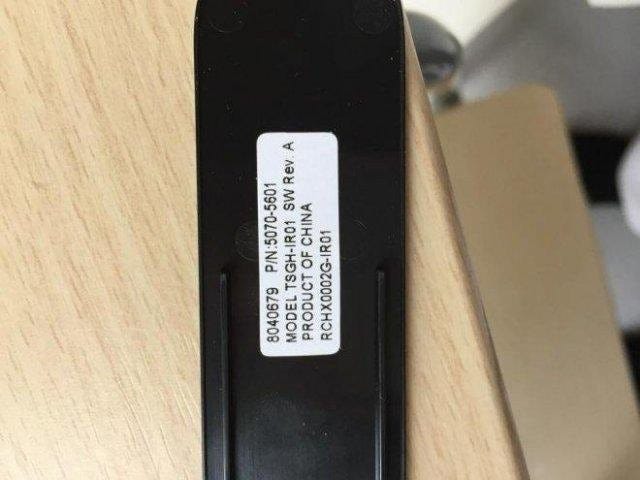 8040679 P/N:5070-5601
MODEL TSGH-IR01 SW Rev. A
PRODUCT OF CHINA
RCHX0002G-IR01